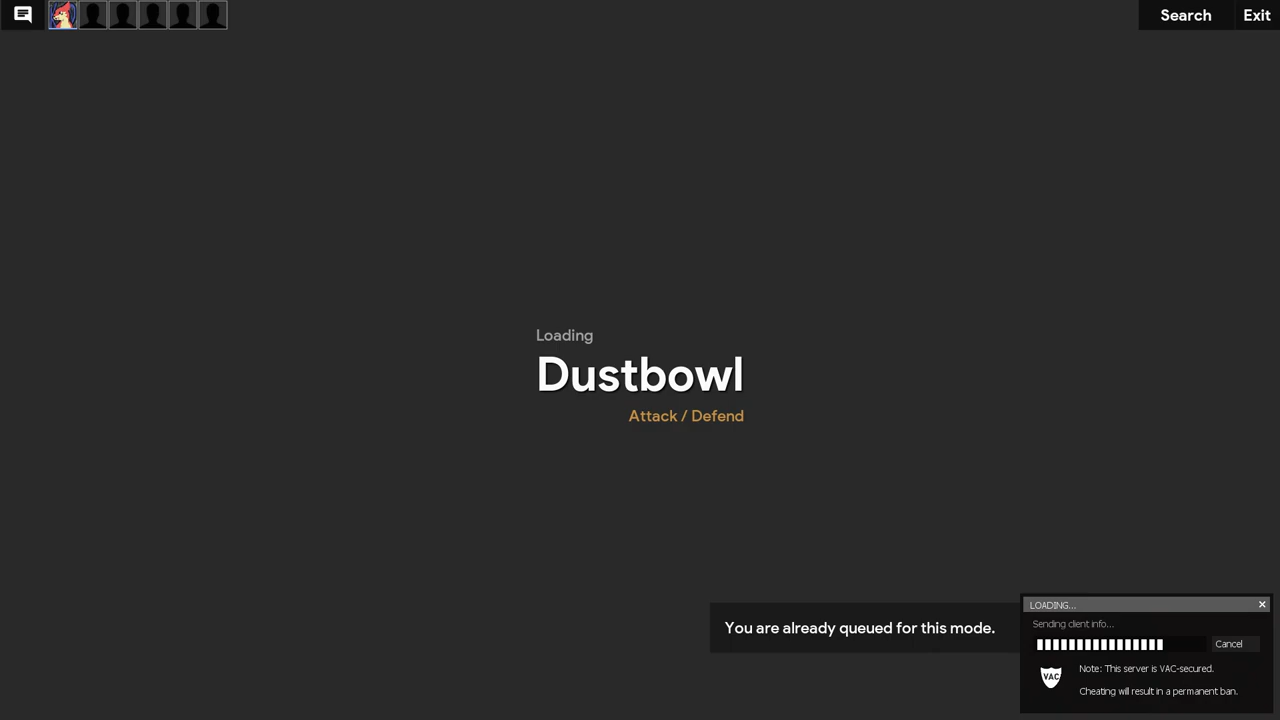 Search
Exit
Loading
Dustbowl
Attack / Defend
You are already queued for this mode.
LOADING...
Sending client info...
Cancel
VAC
Note: This server is VAC-secured.
Cheating will result in a permanent ban.